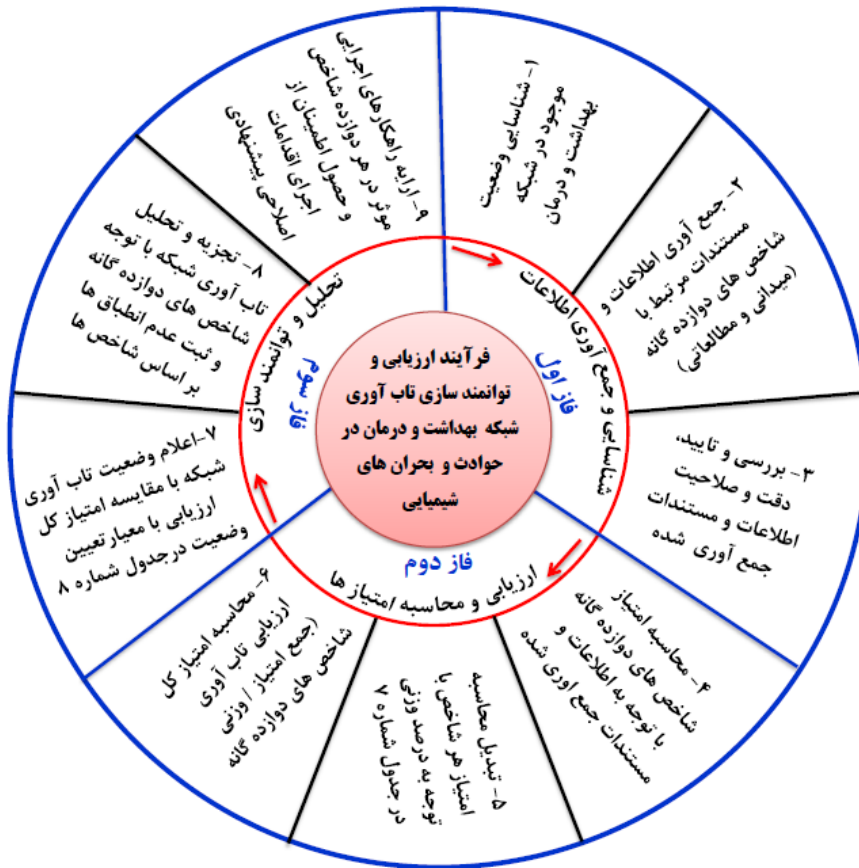 فرآیند ارزیابی و
توانمند سازی تاب آوری
شبکه بهداشت و درمان در
حوادث و بحران های
شیمیایی
فاز اول
شناسایی و جمع آوری اطلاعات
۱- شناسایی وضعیت
موجود در شبکه
بهداشت و درمان
۲- جمع آوری اطلاعات و
مستندات مرتبط با
شاخص های دوازده گانه
(میدانی و مطالعاتی)
۳- بررسی و تایید،
دقت و صلاحیت
اطلاعات و مستندات
جمع آوری شده
فاز دوم
ارزیابی و محاسبه امتیاز ها
۴- محاسبه امتیاز
شاخص های دوازده گانه
با توجه به اطلاعات و
مستندات جمع اوری شده
۵- تبدیل محاسبه
امتیاز هر شاخص با
توجه به درصد وزنی
در جدول شماره ۷
۶- محاسبه امتیاز کل
ارزیابی تاب آوری
(جمع امتیاز / وزنی
شاخص های دوازده گانه
فاز سوم
تحلیل و توانمند سازی
۷-اعلام وضعیت تاب آوری
شبکه با مقایسه امتیاز کل
ارزیابی با معیار تعیین
وضعیت در جدول شماره ۸
۸- تجزیه و تحلیل
تاب آوری شبکه با توجه
شاخص های دوازده گانه
و ثبت عدم انطباق ها
بر اساس شاخص ها
۹- ارایه راهکارهای اجرایی
موثر در هر دوازده شاخص
و حصول اطمینان از
اجرای اقدامات
اصلاحی پیشنهادی